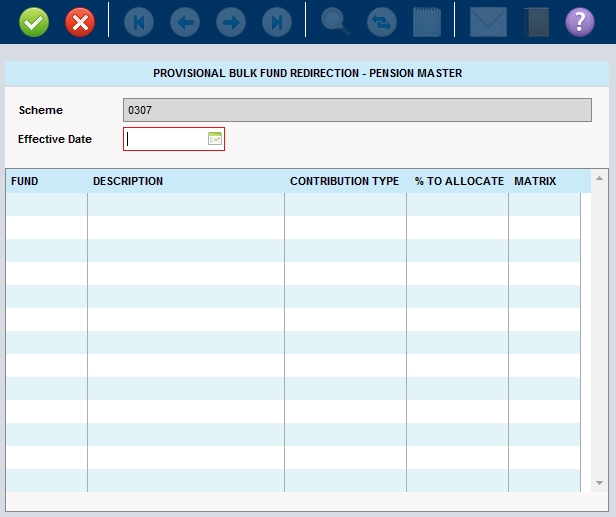 ?
PROVISIONAL BULK FUND REDIRECTION - PENSION MASTER
Scheme 0307
Effective Date
FUND DESCRIPTION CONTRIBUTION TYPE % TO ALLOCATE MATRIX